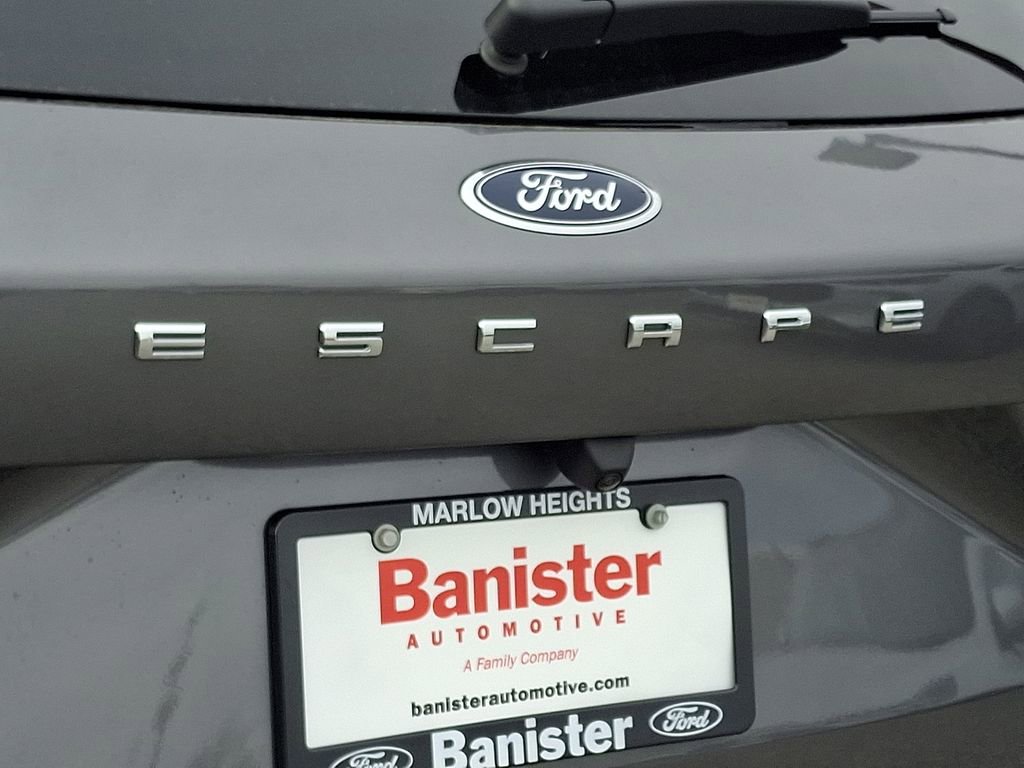 Ford
ESCAPE
MARLOW HEIGHTS
Banister
AUTOMOTIVE
A Family Company
banisterautomotive.com
Ford Banister Ford